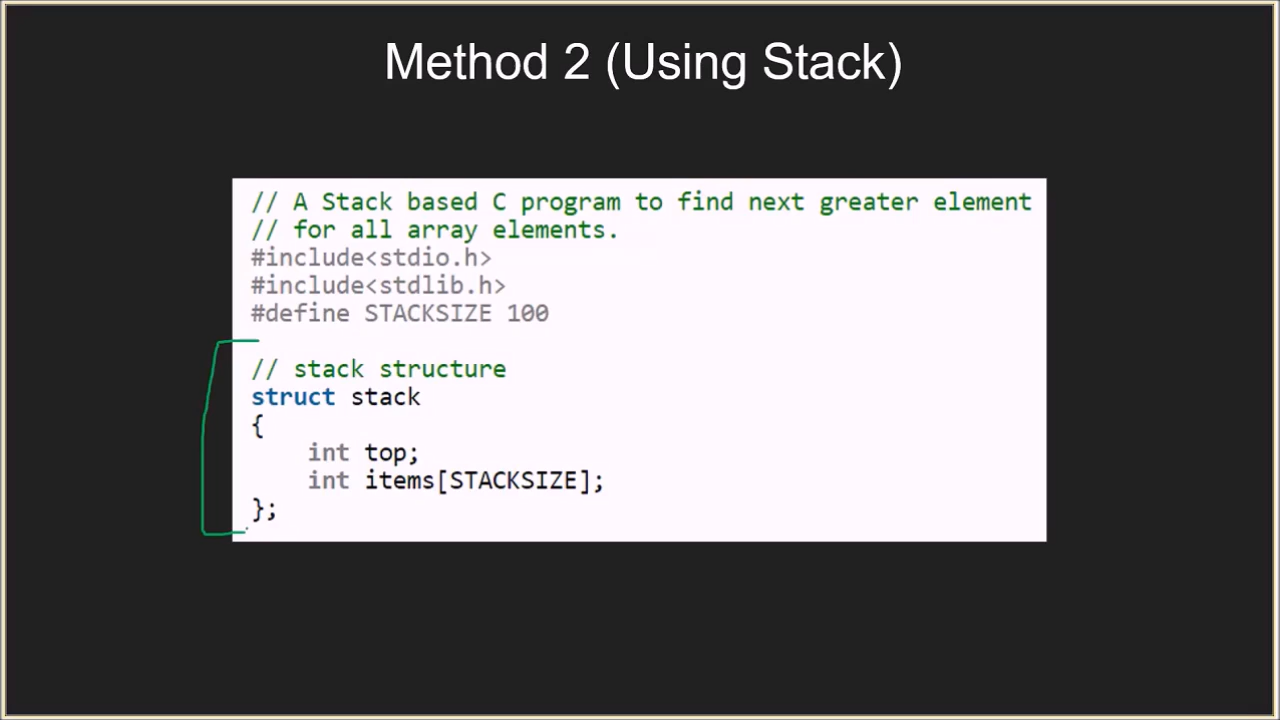 Method 2 (Using Stack)
// A Stack based C program to find next greater element
// for all array elements.
#include<stdio.h>
#include<stdlib.h>
#define STACKSIZE 100
// stack structure
struct stack
{
int top;
int items[STACKSIZE];
};